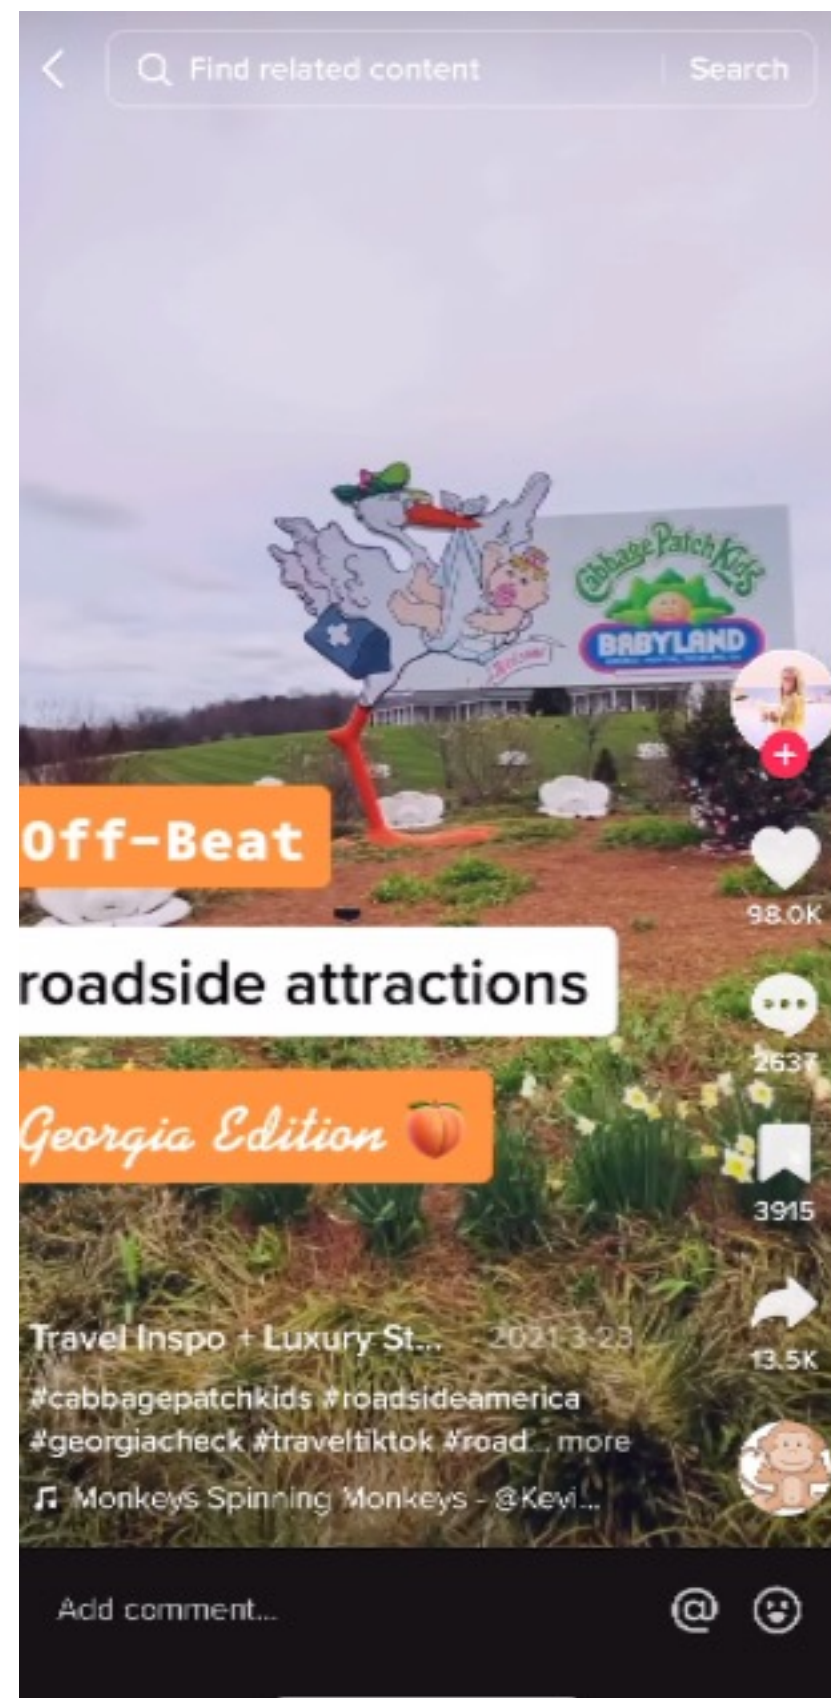 Find related content
Search
Cabbage Patch Kids
BABYLAND
Welcome
Off-Beat
roadside attractions
Georgia Edition 🍑
98.0K
2637
3915
13.5K
Travel Inspo + Luxury St... 2021-3-23
#cabbagepatchkids #roadsideamerica
#georgiacheck #traveltiktok #road... more
Monkeys Spinning Monkeys - @Kevi...
Add comment...